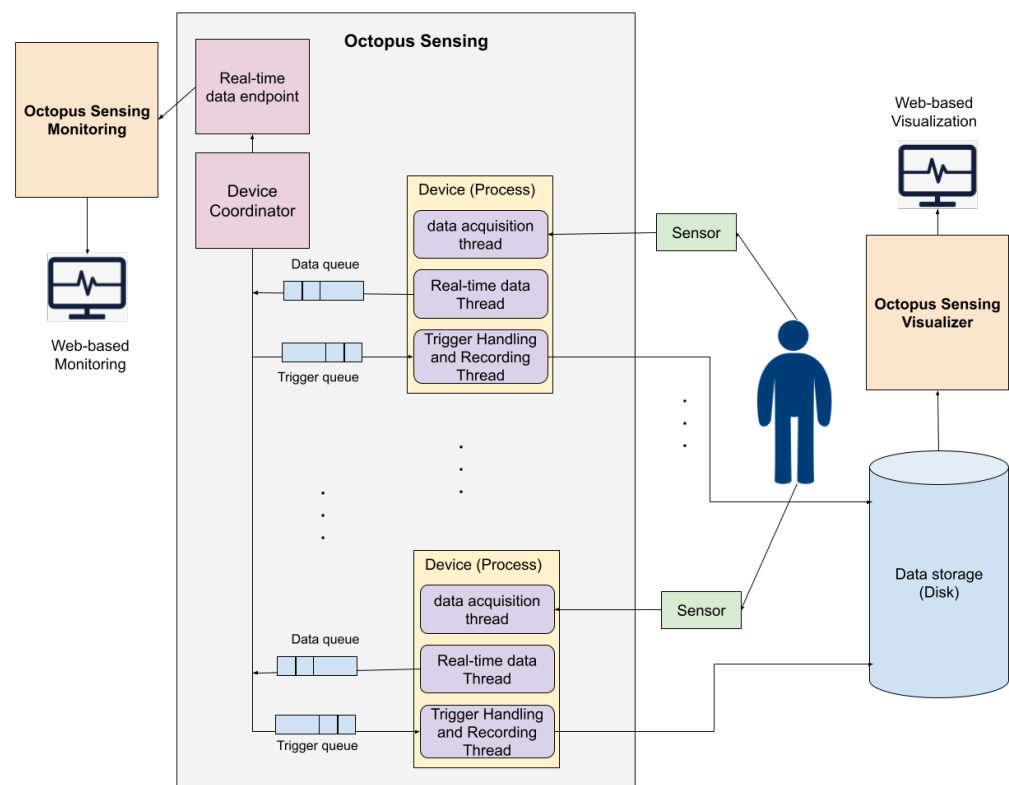 Octopus Sensing
Octopus Sensing
Monitoring
Web-based
Monitoring
Real-time
data endpoint
Device
Coordinator
Data queue
Trigger queue
Device (Process)
data acquisition
thread
Real-time data
Thread
Trigger Handling
and Recording
Thread
Sensor
Web-based
Visualization
Octopus Sensing
Visualizer
Data storage
(Disk)
Data queue
Trigger queue
Device (Process)
data acquisition
thread
Real-time data
Thread
Trigger Handling
and Recording
Thread
Sensor